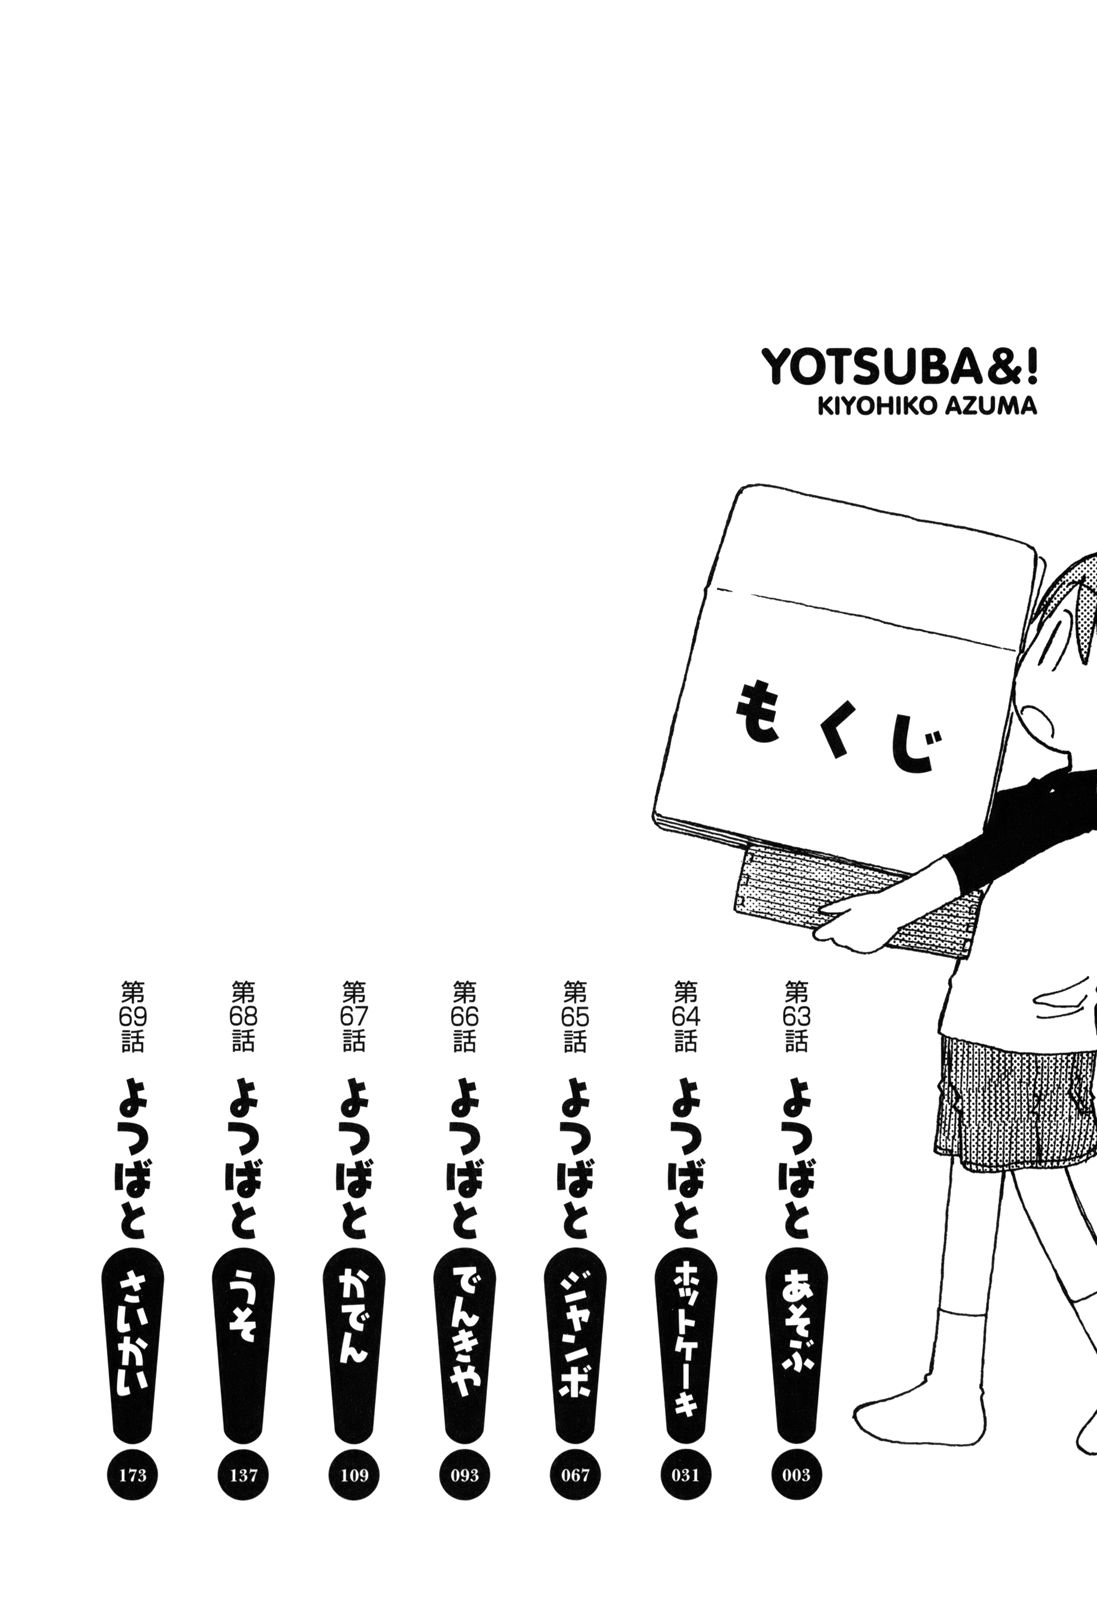 YOTSUBA&!
KIYOHIKO AZUMA
もくじ
第63話 よつばと あそぶ 003
第64話 よつばと ホットケーキ 031
第65話 よつばと ジャンボ 067
第66話 よつばと でんきや 093
第67話 よつばと かでん 109
第68話 よつばと うそ 137
第69話 よつばと さいかい 173